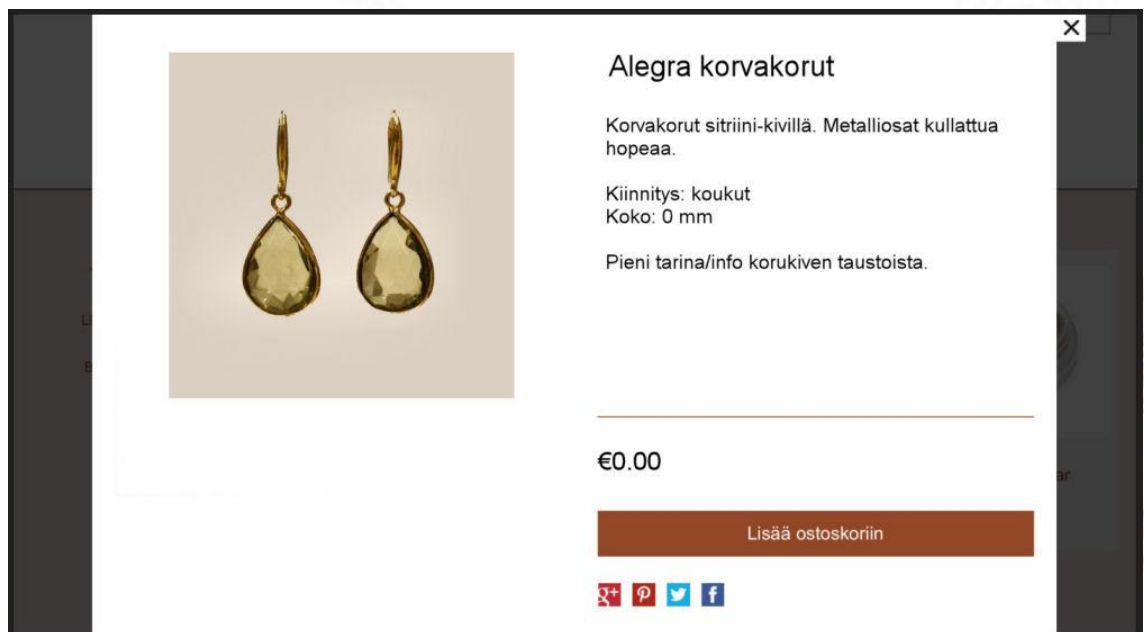 Alegra korvakorut
Korvakorut sitriini-kivillä. Metalliosat kullattua
hopeaa.
Kiinnitys: koukut
Koko: 0 mm
Pieni tarina/info korukiven taustoista.
€0.00
Lisää ostoskoriin